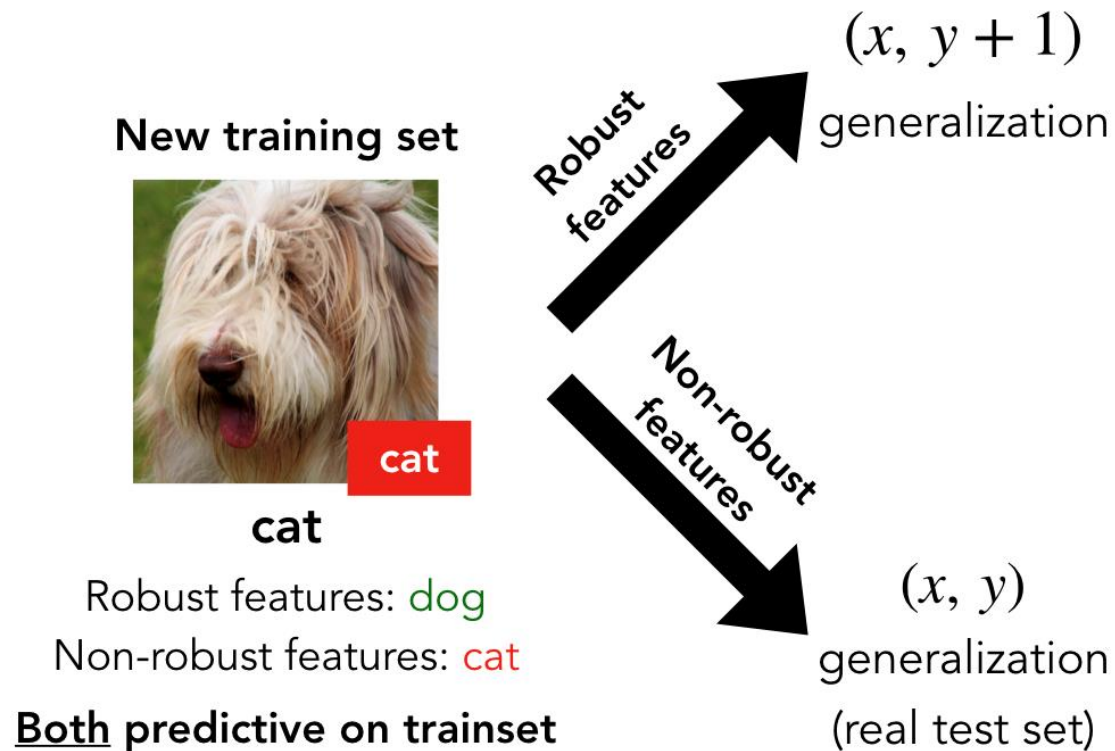 New training set
cat
cat
Robust features: dog
Non-robust features: cat
Both predictive on trainset
Robust
features
(x, y + 1)
generalization
Non-robust
features
(x, y)
generalization
(real test set)